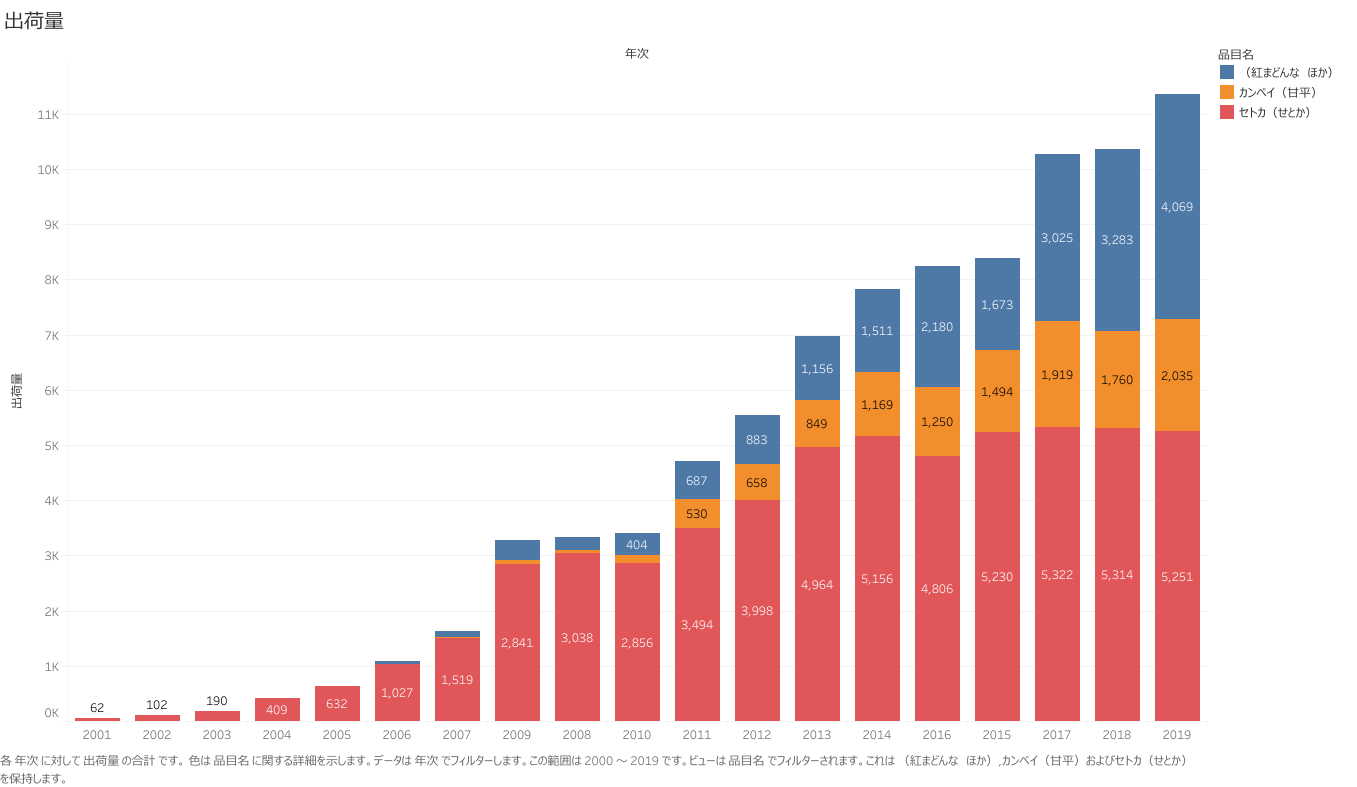 出荷量
年次
品目名
（紅まどんな　ほか）
カンペイ（甘平）
セトカ（せとか）
11K
10K
9K
8K
7K
6K
5K
4K
3K
2K
1K
0K
出荷量
62
102
190
409
632
1,027
1,519
2,841
3,038
404
2,856
687
530
3,494
883
658
3,998
1,156
849
4,964
1,511
1,169
5,156
2,180
1,250
4,806
1,673
1,494
5,230
3,025
1,919
5,322
3,283
1,760
5,314
4,069
2,035
5,251
2001 2002 2003 2004 2005 2006 2007 2009 2008 2010 2011 2012 2013 2014 2016 2015 2017 2018 2019
各 年次 に対して 出荷量 の合計 です。 色は 品目名 に関する詳細を示します。データは 年次 でフィルターします。この範囲は 2000 ～ 2019 です。ビューは 品目名 でフィルターされます。これは （紅まどんな　ほか） ,カンペイ（甘平） およびセトカ（せとか）
を保持します。